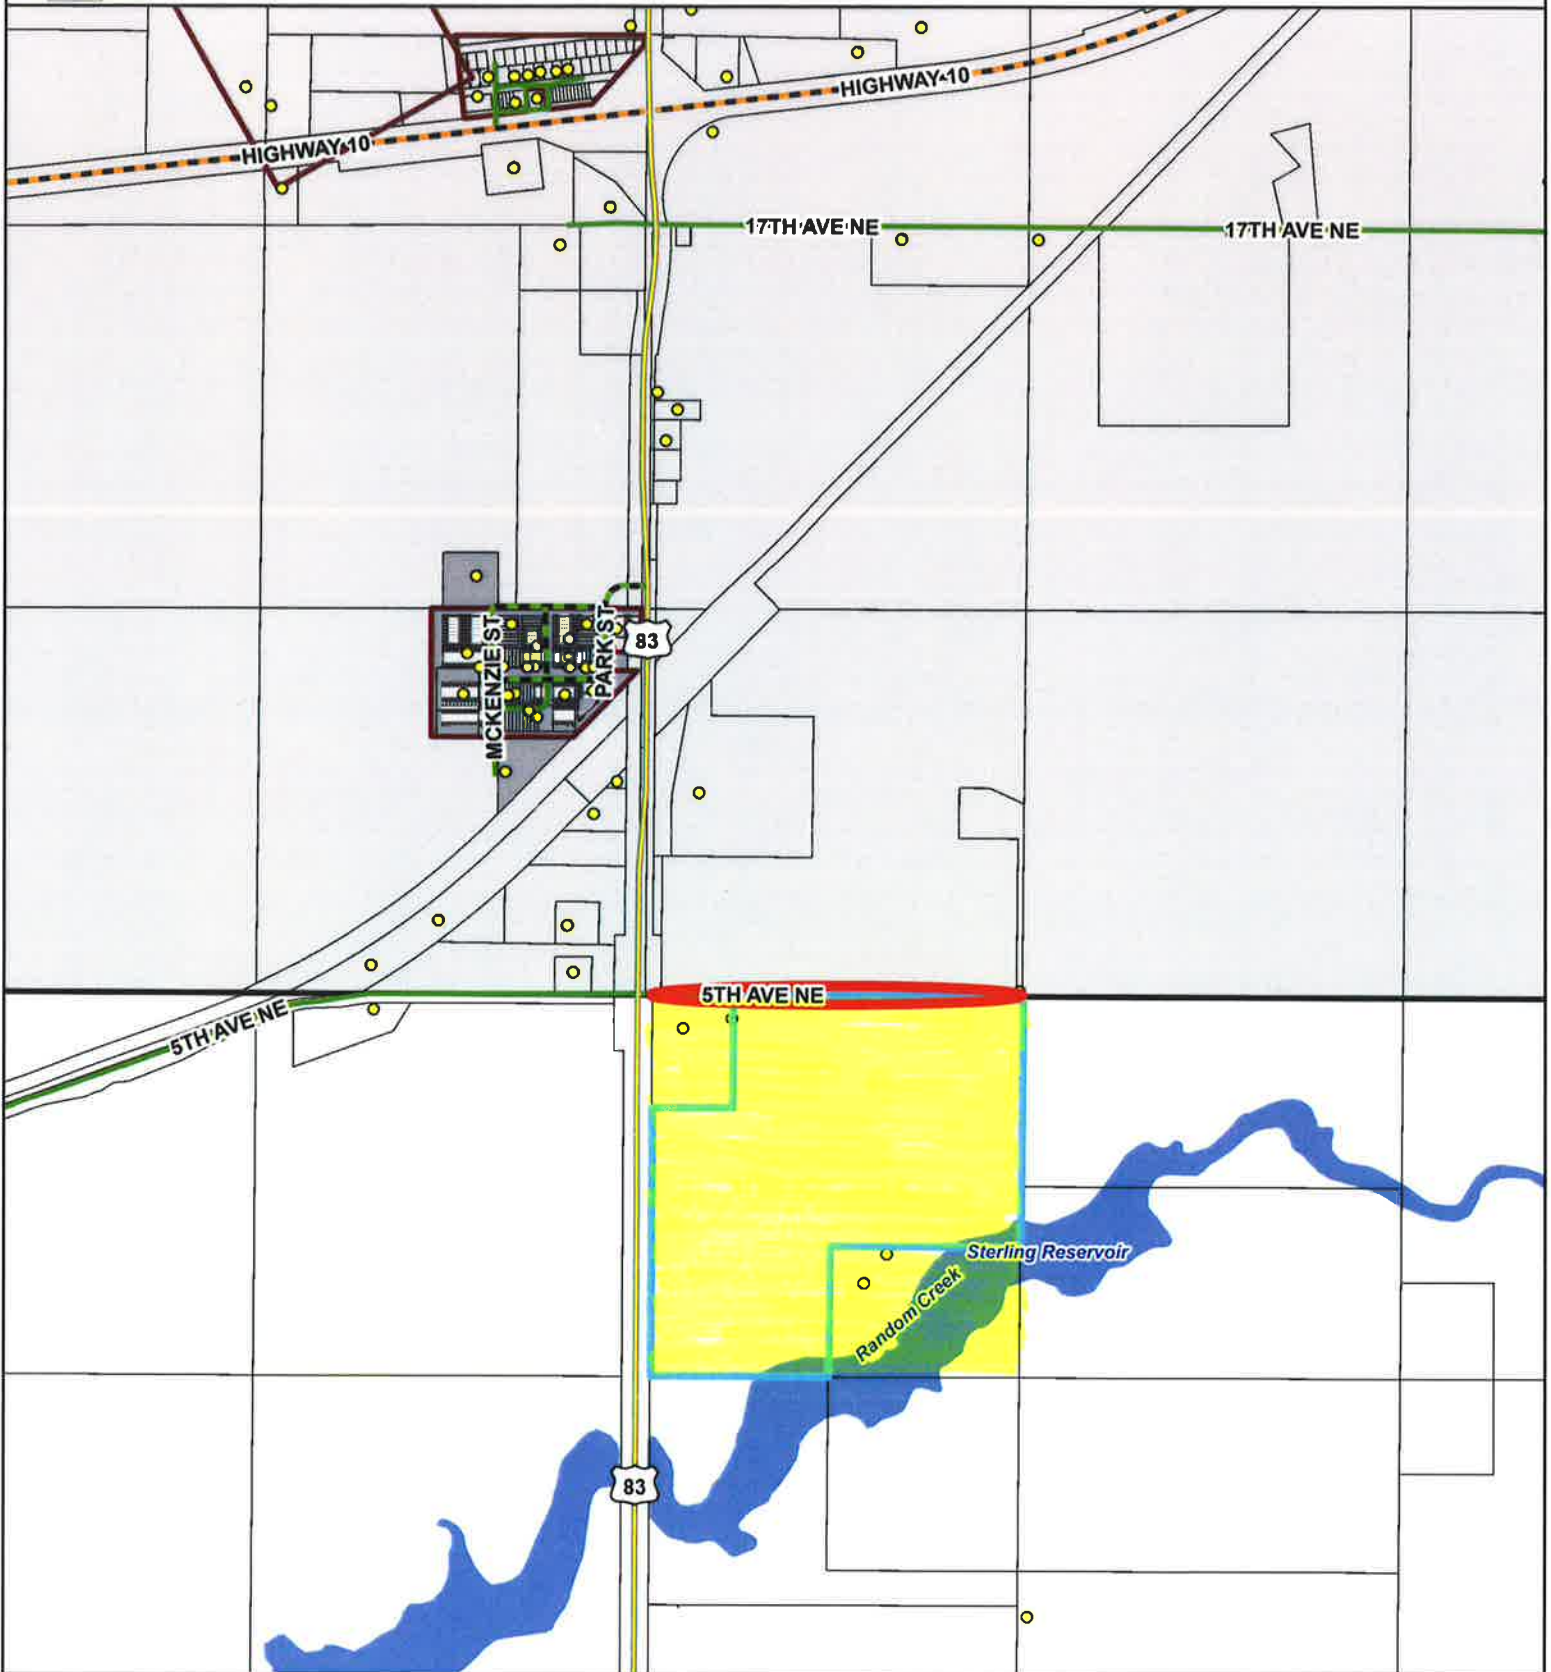 HIGHWAY 10
HIGHWAY 10
17TH AVE NE
17TH AVE NE
MCKENZIE ST
PARK ST
83
5TH AVE NE
5TH AVE NE
Sterling Reservoir
Random Creek
83